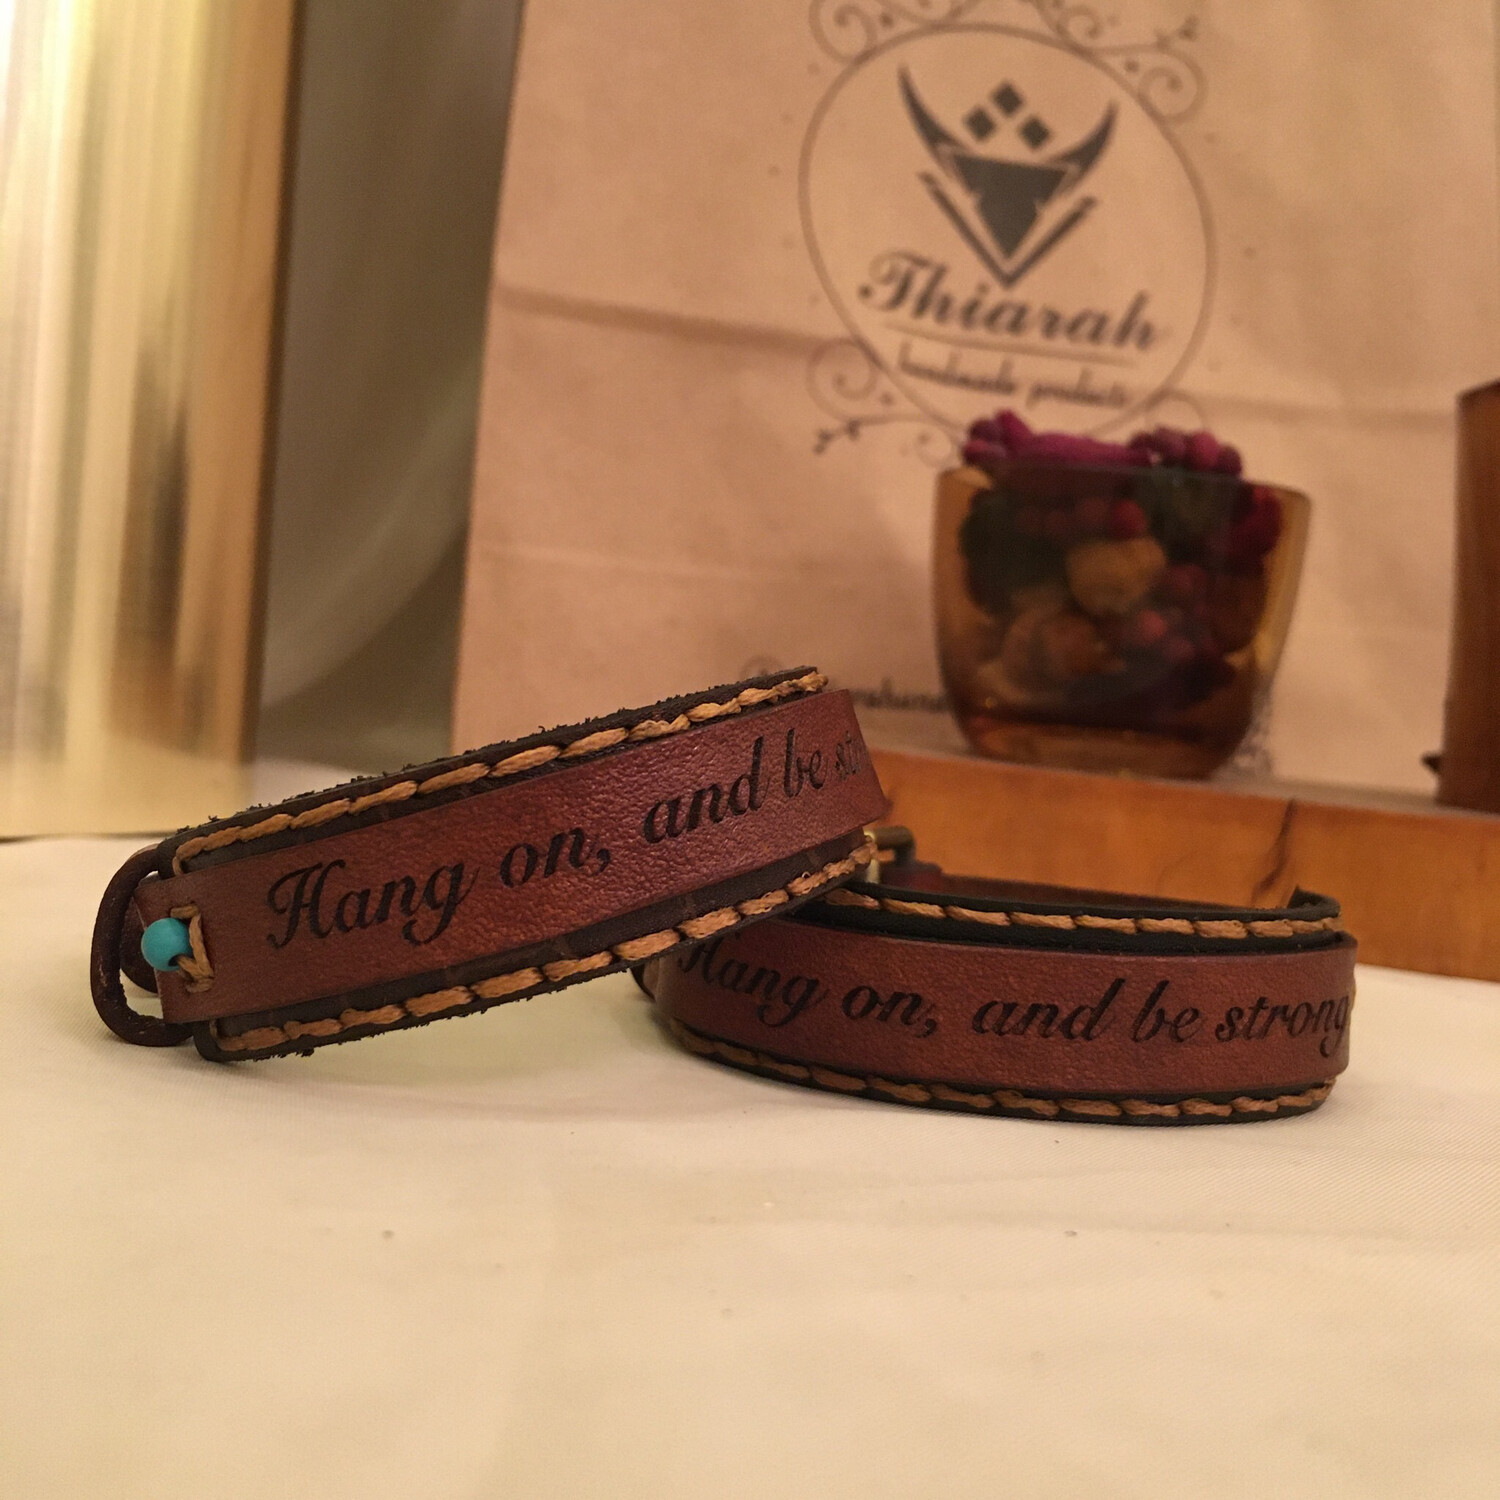 Thiarah
handmade products
Hang on, and be st
Hang on, and be strong